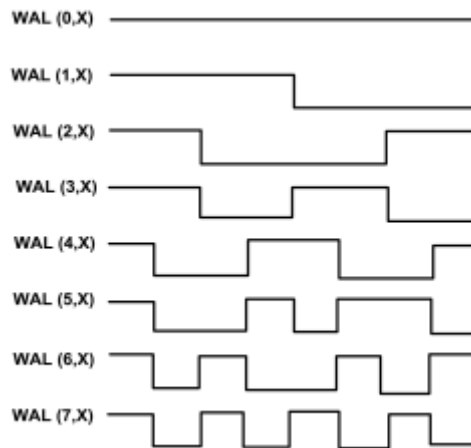 WAL (0,X)
WAL (1,X)
WAL (2,X)
WAL (3,X)
WAL (4,X)
WAL (5,X)
WAL (6,X)
WAL (7,X)